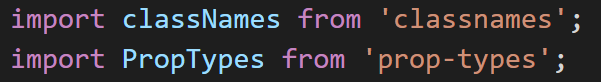 import classNames from 'classnames';
import PropTypes from 'prop-types';